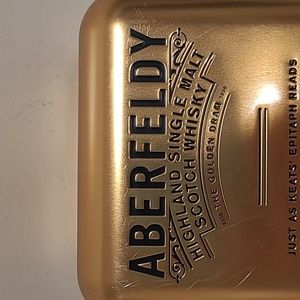 ABERFELDY
HIGHLAND SINGLE MALT
SCOTCH WHISKY
THE GOLDEN DRAM
JUST AS KEATS' EPITAPH READS